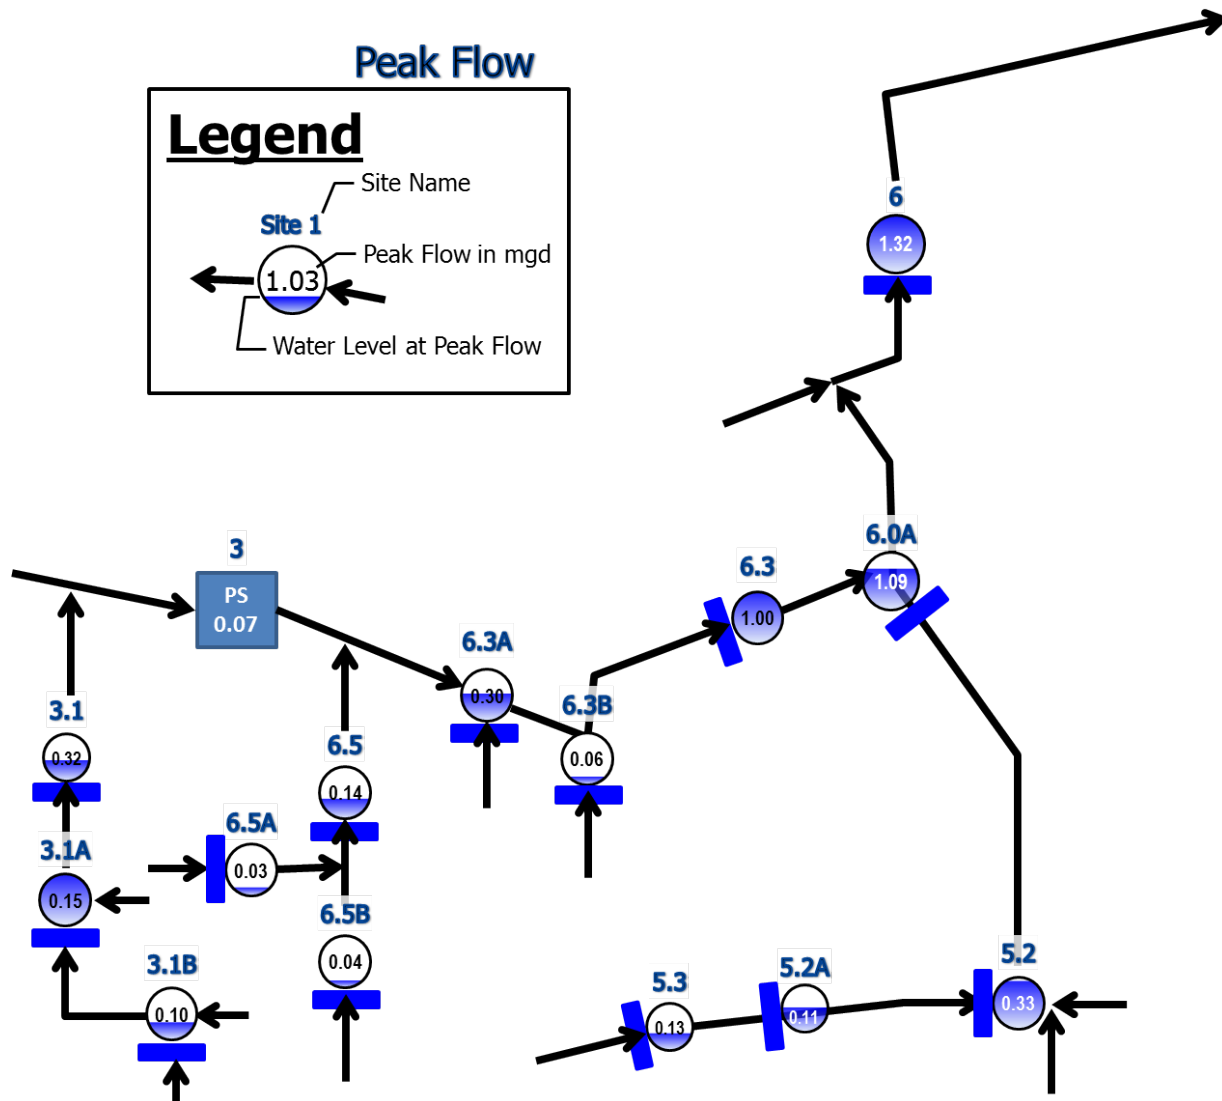 Peak Flow
Legend
Site Name
Site 1
Peak Flow in mgd
1.03
Water Level at Peak Flow
6
1.32
6.0A
1.09
3
PS
0.07
6.3
1.00
6.3A
0.30
6.3B
0.06
3.1
0.32
6.5
0.14
6.5A
0.03
3.1A
0.15
6.5B
0.04
3.1B
0.10
5.3
0.13
5.2A
0.11
5.2
0.33